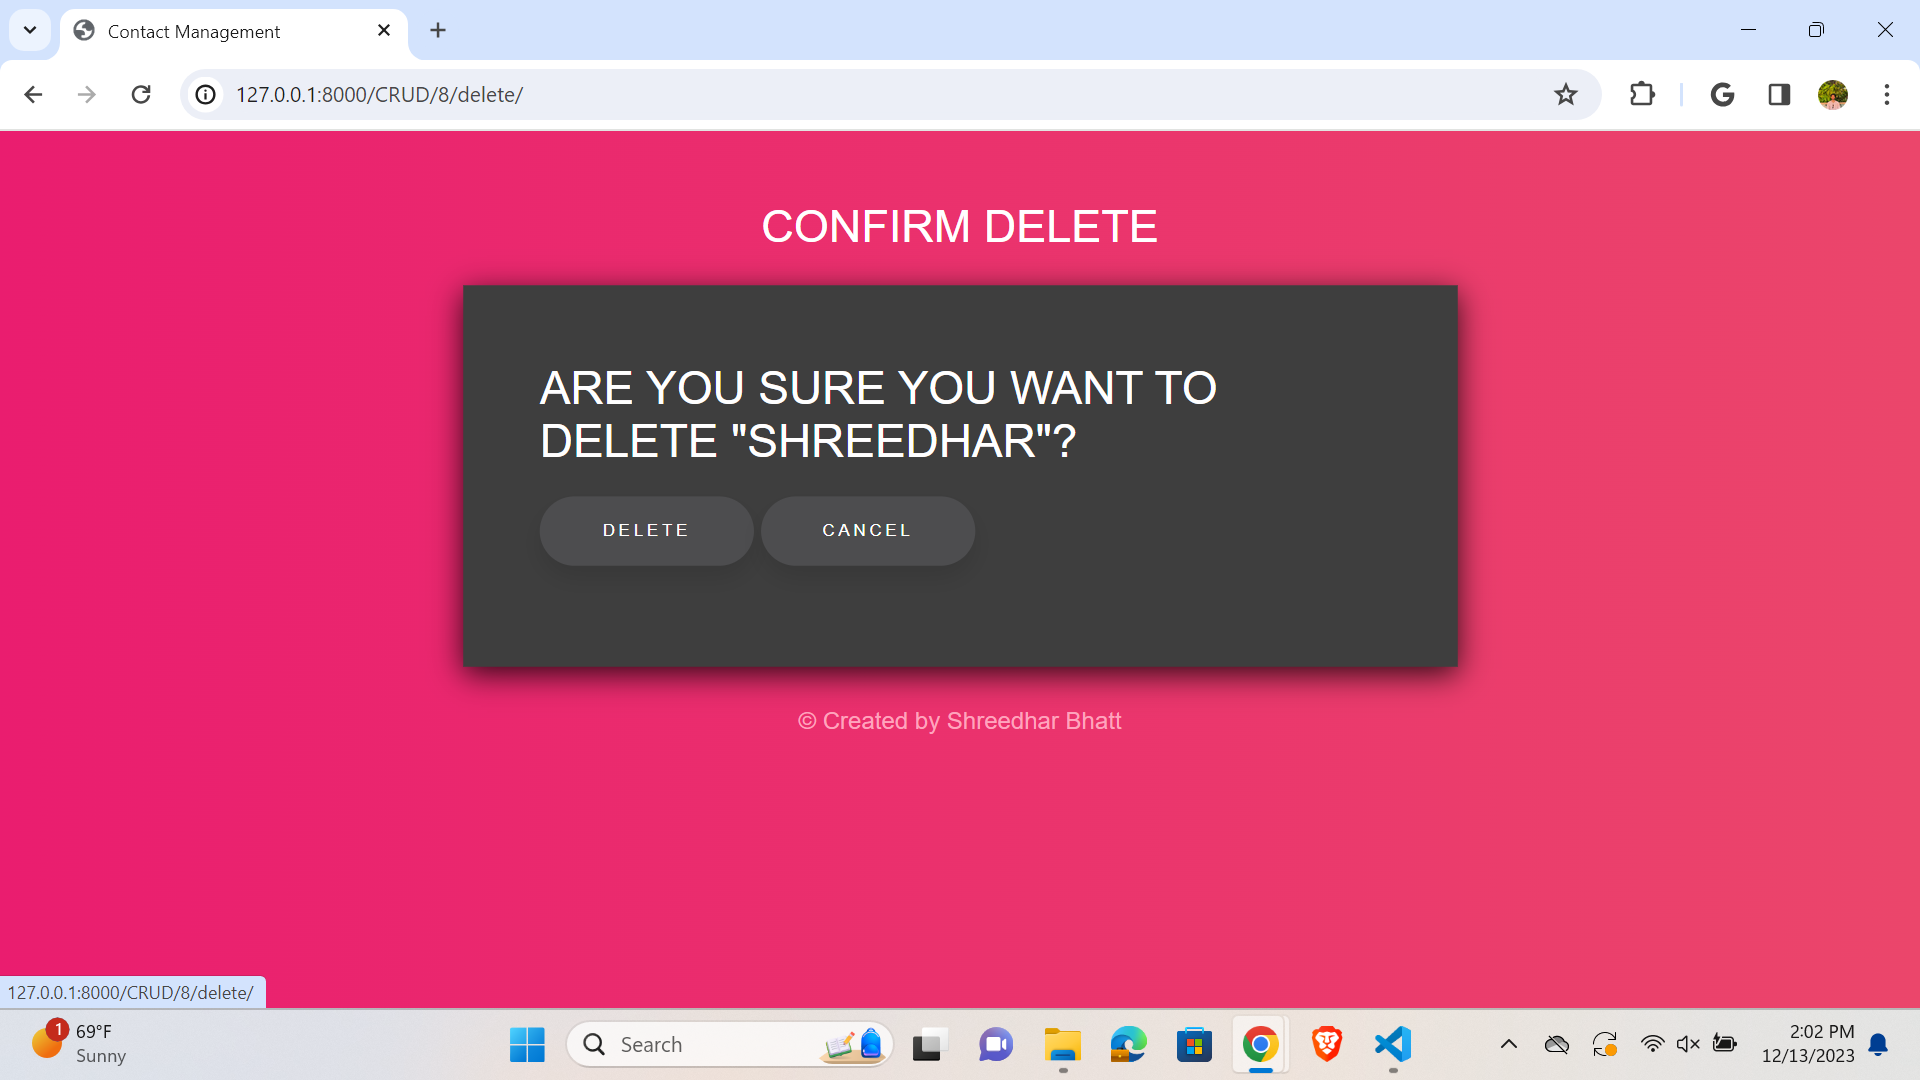 Contact Management
127.0.0.1:8000/CRUD/8/delete/
CONFIRM DELETE
ARE YOU SURE YOU WANT TO
DELETE "SHREEDHAR"?
DELETE CANCEL
© Created by Shreedhar Bhatt
127.0.0.1:8000/CRUD/8/delete/
1
69°F
Sunny
Search
2:02 PM
12/13/2023